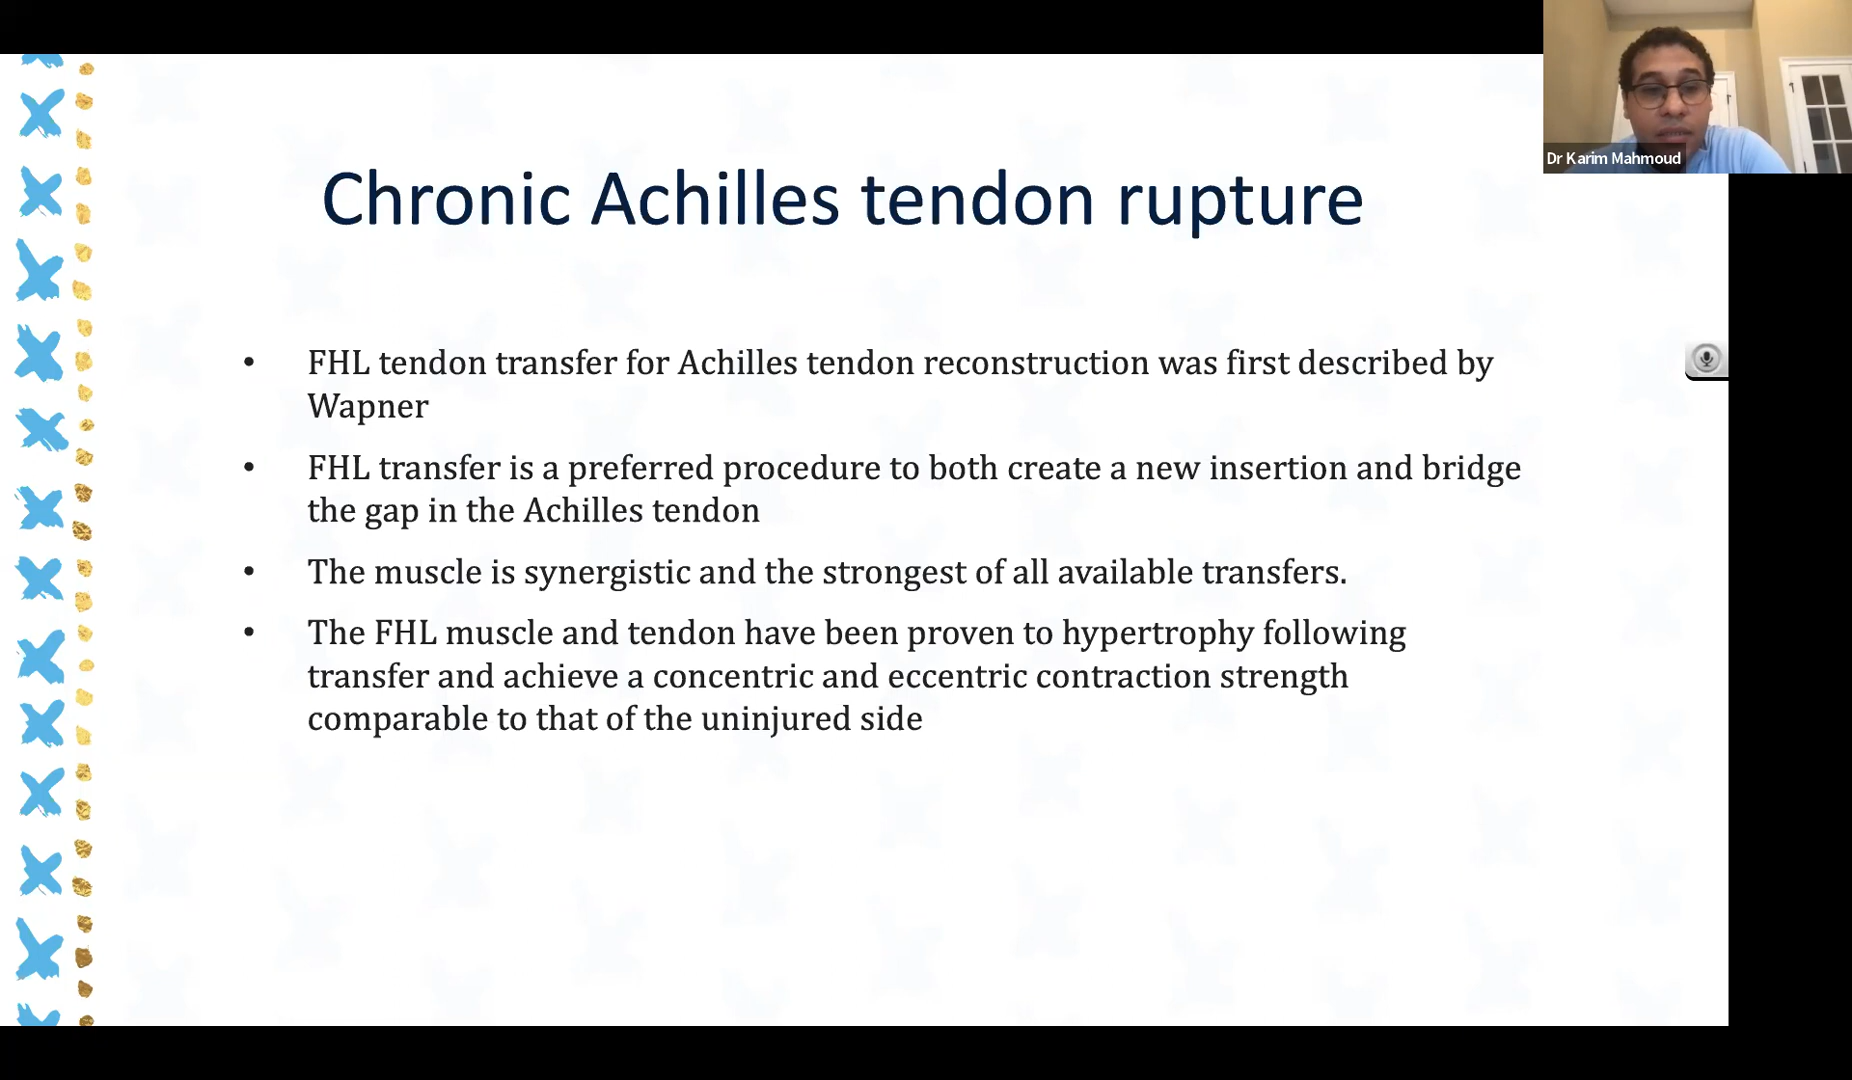 Dr Karim Mahmoud
Chronic Achilles tendon rupture
• FHL tendon transfer for Achilles tendon reconstruction was first described by
Wapner
• FHL transfer is a preferred procedure to both create a new insertion and bridge
the gap in the Achilles tendon
• The muscle is synergistic and the strongest of all available transfers.
• The FHL muscle and tendon have been proven to hypertrophy following
transfer and achieve a concentric and eccentric contraction strength
comparable to that of the uninjured side